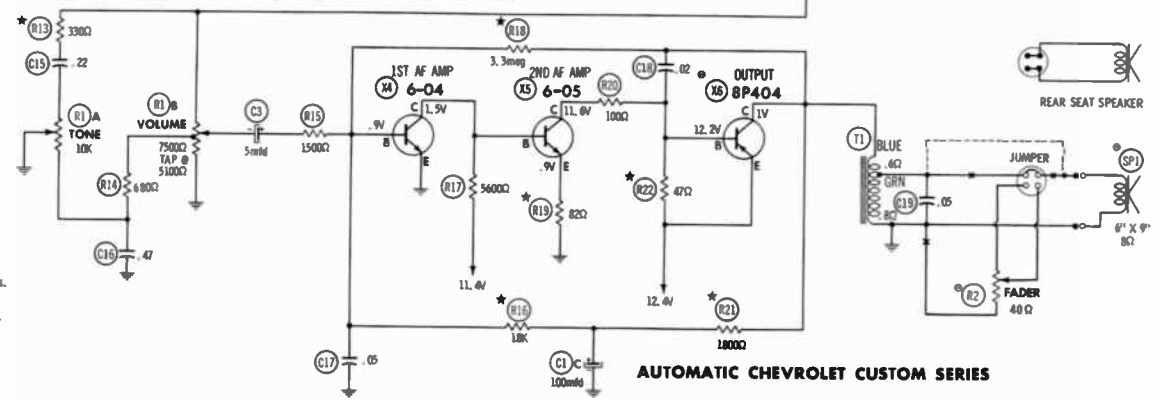 R13 330Ω
C15 .22
R1A
TONE
10K
R1B
VOLUME
7500Ω
TAP @
5100Ω
R14 680Ω
C16 .47
C3
5mfd
R15
1500Ω
R18
3.3meg
1ST AF AMP
X4 6-04
C 1.5V
.9V
B
E
R17 5600Ω
11.4V
2ND AF AMP
X5 6-05
C 11.6V
B
.9V E
R19 82Ω
R20
100Ω
C18 .02
OUTPUT
X6 8P404
C 1V
12.2V
B
E
R22 47Ω
12.4V
R16
18K
R21
1800Ω
C17 .05
C1 C
100mfd
T1
BLUE
.6Ω
GRN
.8Ω
C19 .05
JUMPER
R2 FADER
40Ω
SP1
6" X 9"
8Ω
REAR SEAT SPEAKER
s.
AUTOMATIC CHEVROLET CUSTOM SERIES